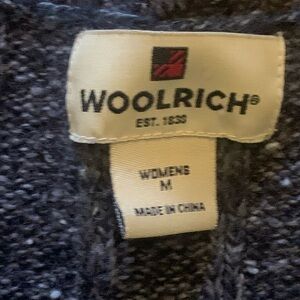 WOOLRICH®
EST. 1830
WOMENS
M
MADE IN CHINA